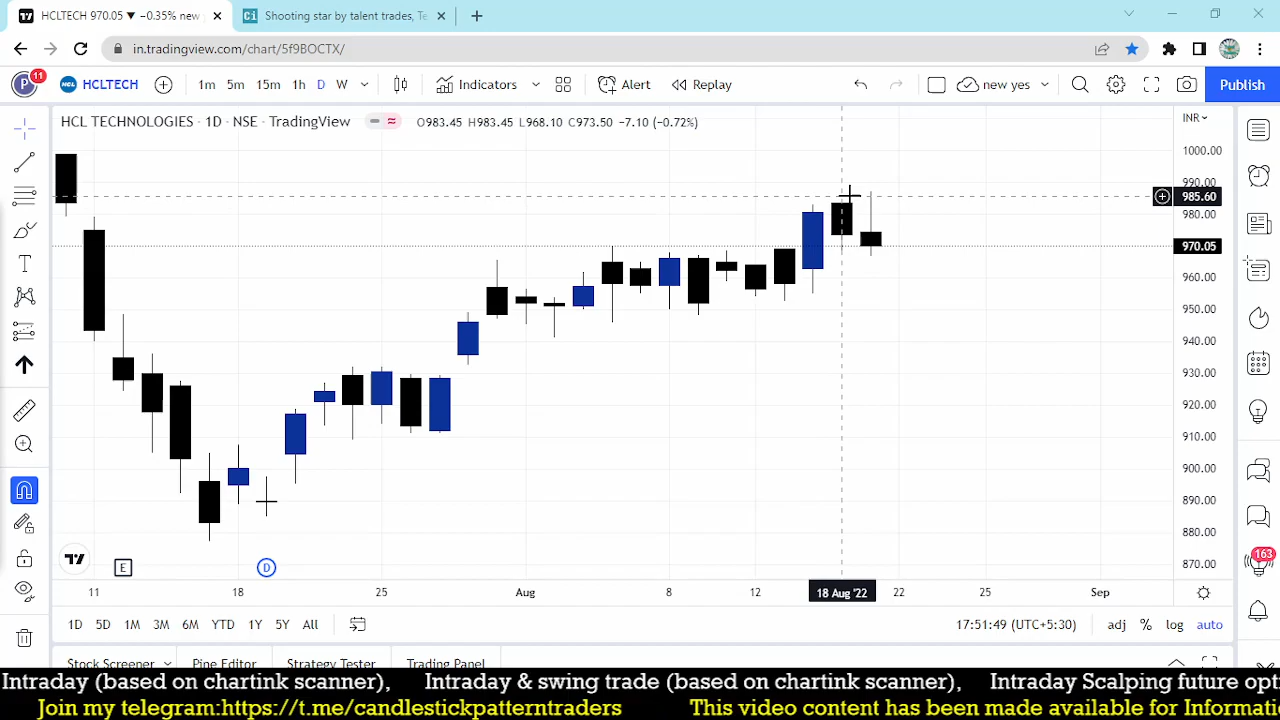 HCLTECH 970.05 ▼ −0.35% new
Shooting star by talent trades, Te
in.tradingview.com/chart/5f9BOCTX/
P 11
HCL HCLTECH
1m 5m 15m 1h D W
Indicators
Alert
Replay
new yes
Publish
HCL TECHNOLOGIES · 1D · NSE · TradingView
O983.45 H983.45 L968.10 C973.50 −7.10 (−0.72%)
INR
1000.00
990.00
985.60
980.00
970.05
960.00
950.00
940.00
930.00
920.00
910.00
900.00
890.00
880.00
870.00
163
E
D
11 18 25 Aug 8 12 18 Aug '22 22 25 Sep
1D 5D 1M 3M 6M YTD 1Y 5Y All
17:51:49 (UTC+5:30)
adj % log auto
Stock Screener Pine Editor Strategy Tester Trading Panel
Intraday (based on chartink scanner), Intraday & swing trade (based on chartink scanner), Intraday Scalping future opti
Join my telegram:https://t.me/candlestickpatterntraders This video content has been made available for Informati